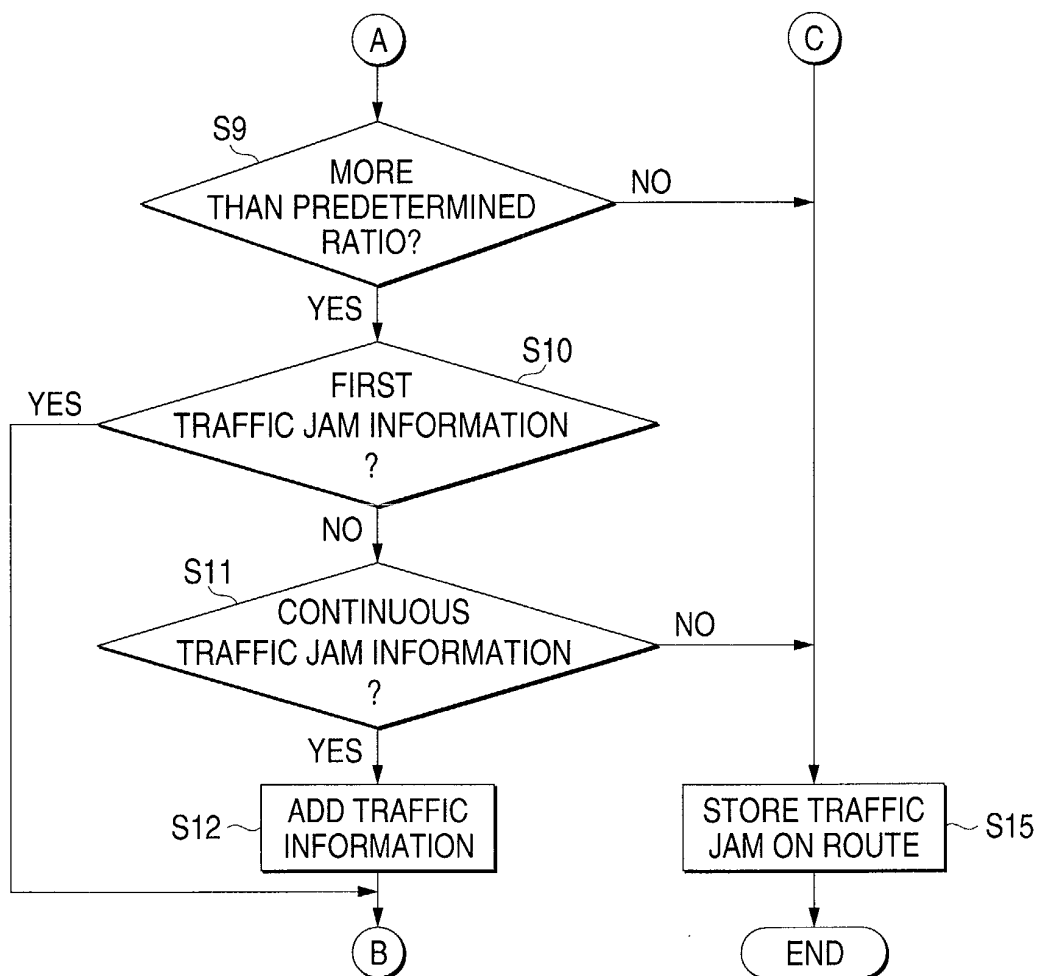 A
C
S9
MORE
THAN PREDETERMINED
RATIO?
NO
YES
S10
FIRST
TRAFFIC JAM INFORMATION
?
YES
NO
S11
CONTINUOUS
TRAFFIC JAM INFORMATION
?
NO
YES
S12
ADD TRAFFIC
INFORMATION
STORE TRAFFIC
JAM ON ROUTE
S15
B
END